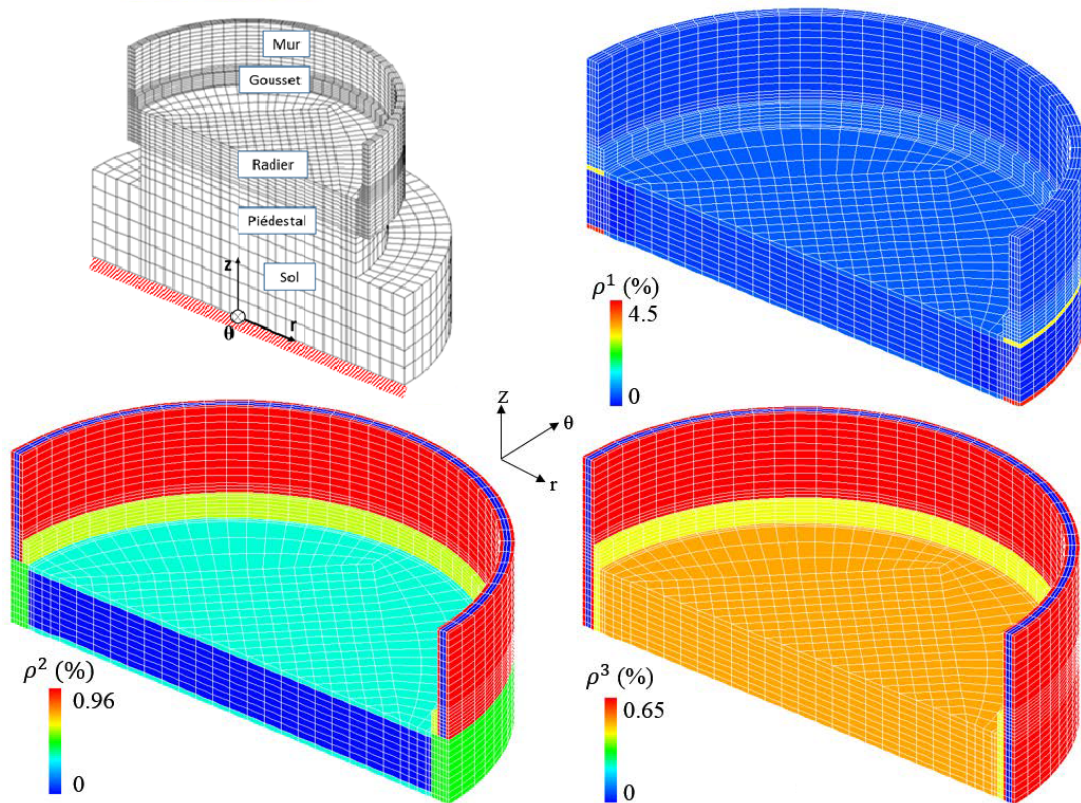 Mur
Gousset
Radier
Piédestal
Sol
z
θ
r
ρ¹ (%)
4.5
0
Z
θ
r
ρ² (%)
0.96
0
ρ³ (%)
0.65
0